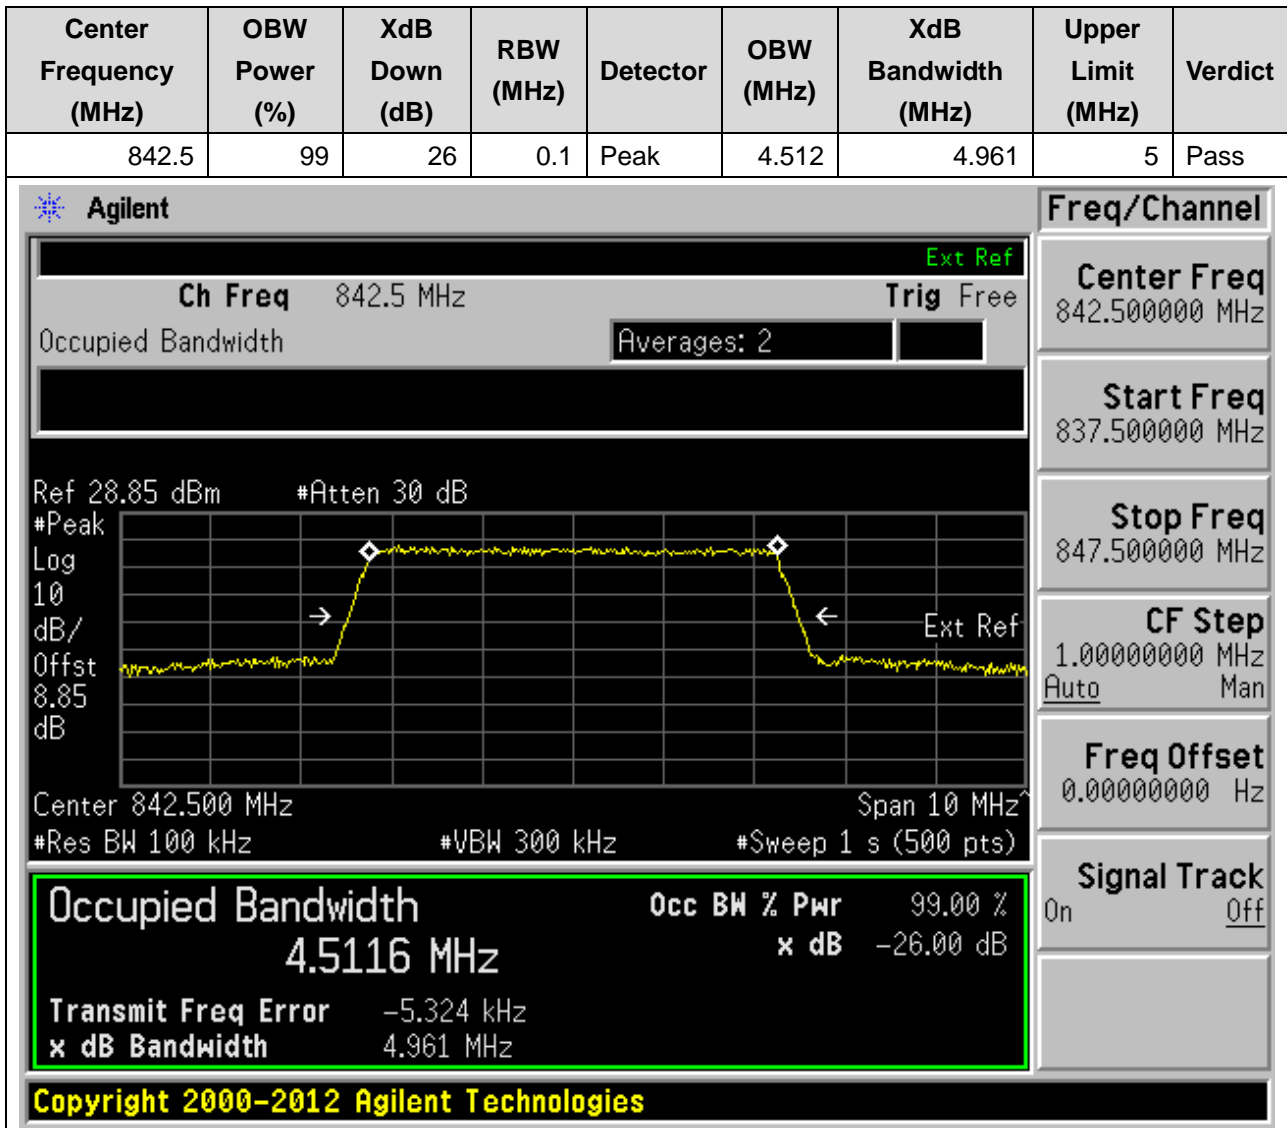 Center Frequency (MHz) OBW Power (%) XdB Down (dB) RBW (MHz) Detector OBW (MHz) XdB Bandwidth (MHz) Upper Limit (MHz) Verdict
842.5 99 26 0.1 Peak 4.512 4.961 5 Pass
Agilent
Freq/Channel
Ext Ref
Ch Freq 842.5 MHz Trig Free
Occupied Bandwidth Averages: 2
Center Freq
842.500000 MHz
Start Freq
837.500000 MHz
Stop Freq
847.500000 MHz
CF Step
1.00000000 MHz
Auto Man
Freq Offset
0.00000000 Hz
Signal Track
On Off
Ref 28.85 dBm #Atten 30 dB
#Peak
Log
10
dB/
Offst
8.85
dB
Ext Ref
Center 842.500 MHz Span 10 MHz^
#Res BW 100 kHz #VBW 300 kHz #Sweep 1 s (500 pts)
Occupied Bandwidth Occ BW % Pwr 99.00 %
4.5116 MHz x dB -26.00 dB
Transmit Freq Error -5.324 kHz
x dB Bandwidth 4.961 MHz
Copyright 2000-2012 Agilent Technologies